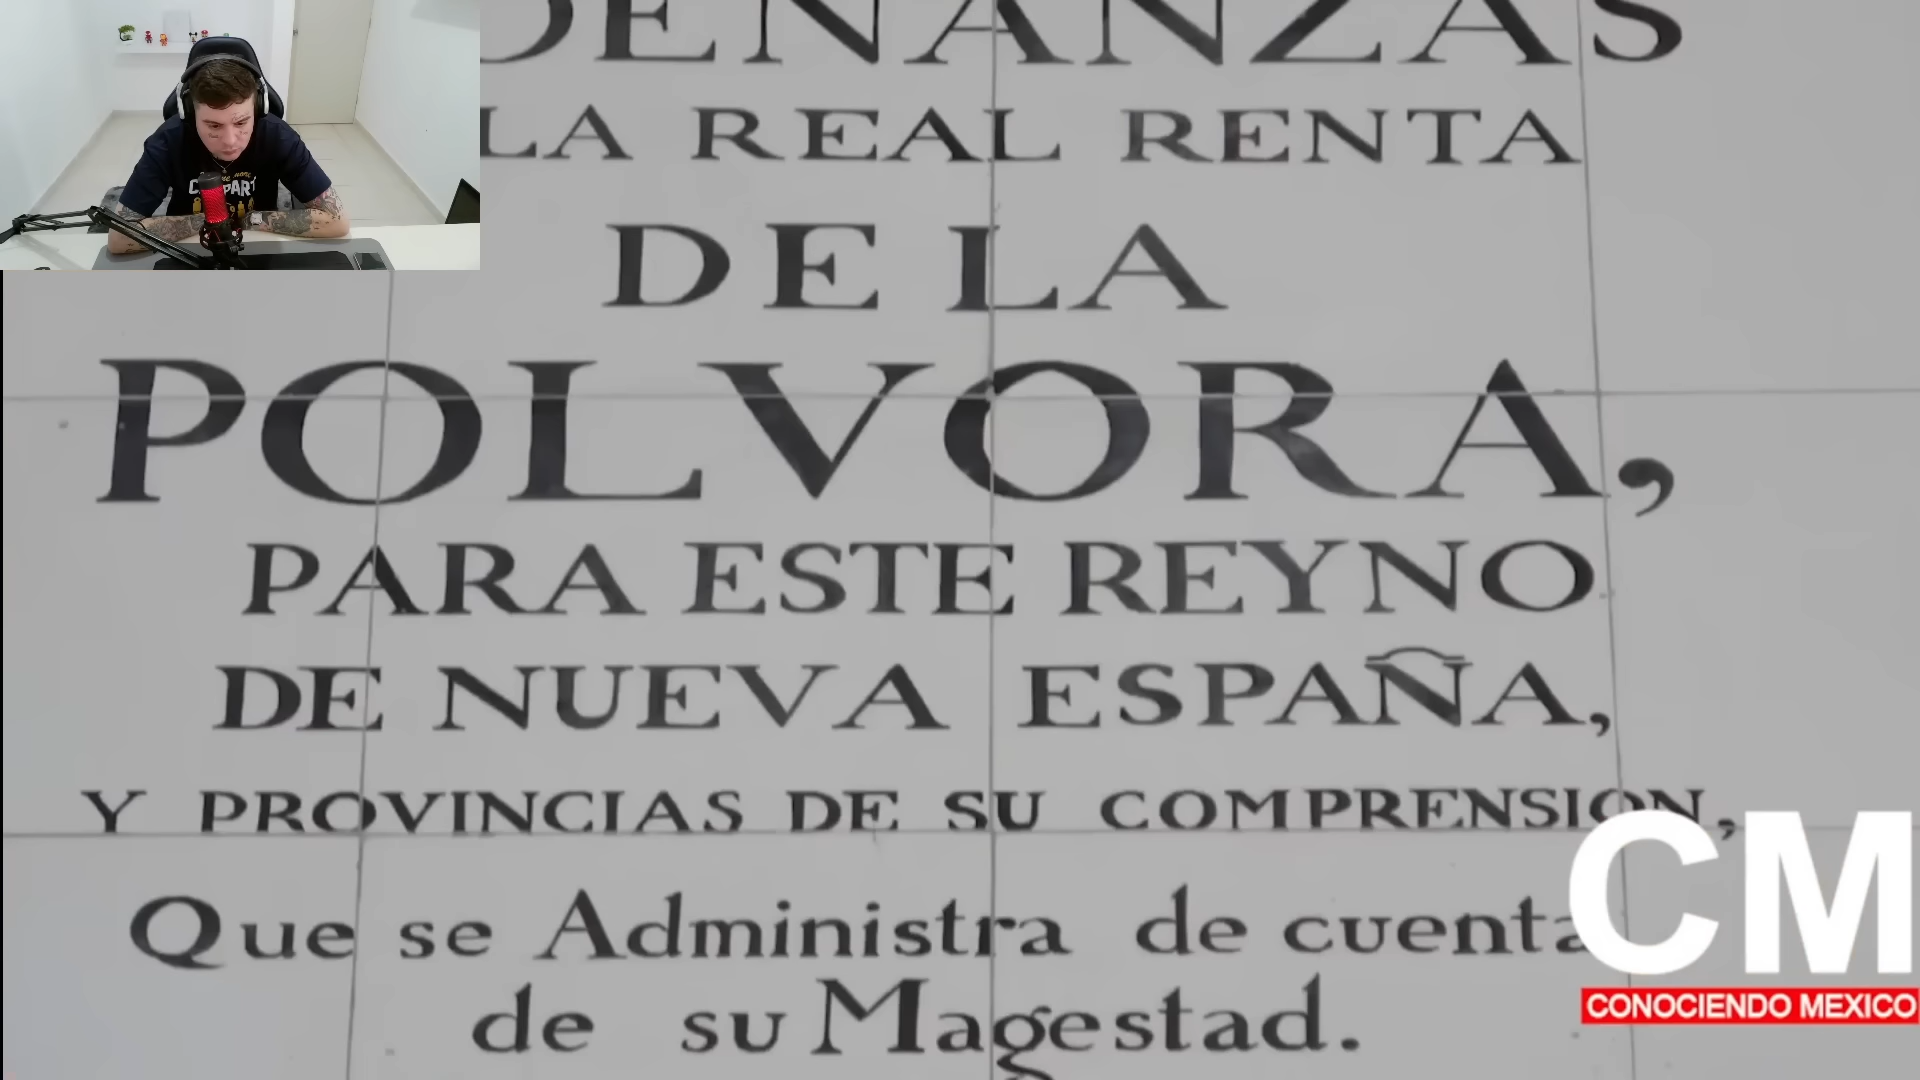 DENANZAS
LA REAL RENTA
DE LA
POLVORA,
PARA ESTE REYNO
DE NUEVA ESPAÑA,
Y PROVINCIAS DE SU COMPRENSION,
Que se Administra de cuenta
de su Magestad.
CM
CONOCIENDO MEXICO